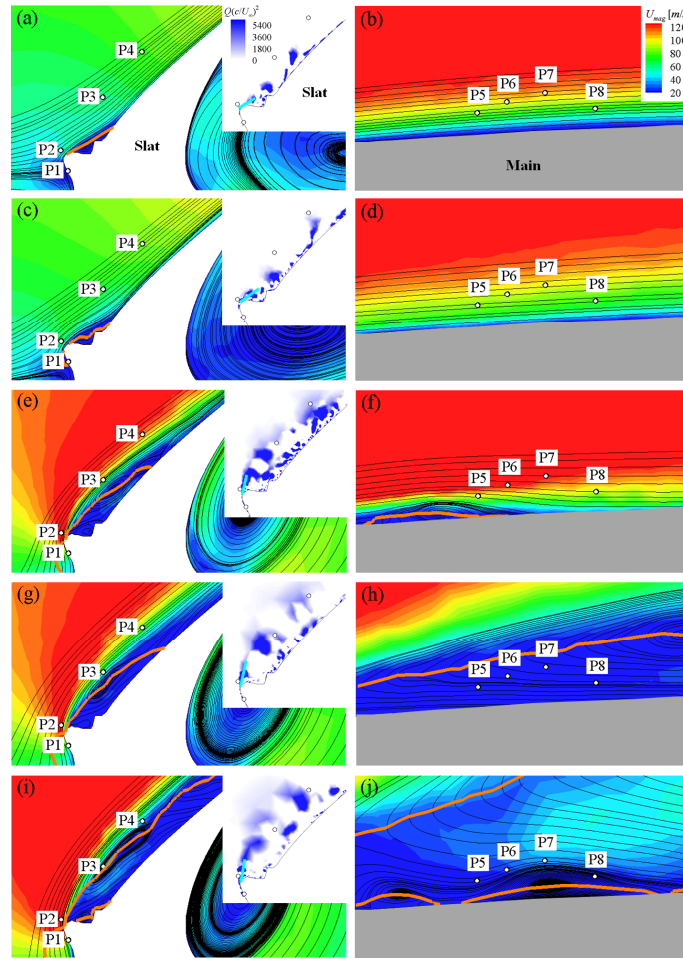 (a)
Q(c/U∞)²
5400
3600
1800
0
P4
P3
P2
P1
Slat
Slat
(b)
U_mag [m/
120
100
80
60
40
20
P7
P6
P5
P8
Main
(c)
P4
P3
P2
P1
(d)
P7
P6
P5
P8
(e)
P4
P3
P2
P1
(f)
P7
P6
P5
P8
(g)
P4
P3
P2
P1
(h)
P7
P6
P5
P8
(i)
P4
P3
P2
P1
(j)
P7
P6
P5
P8